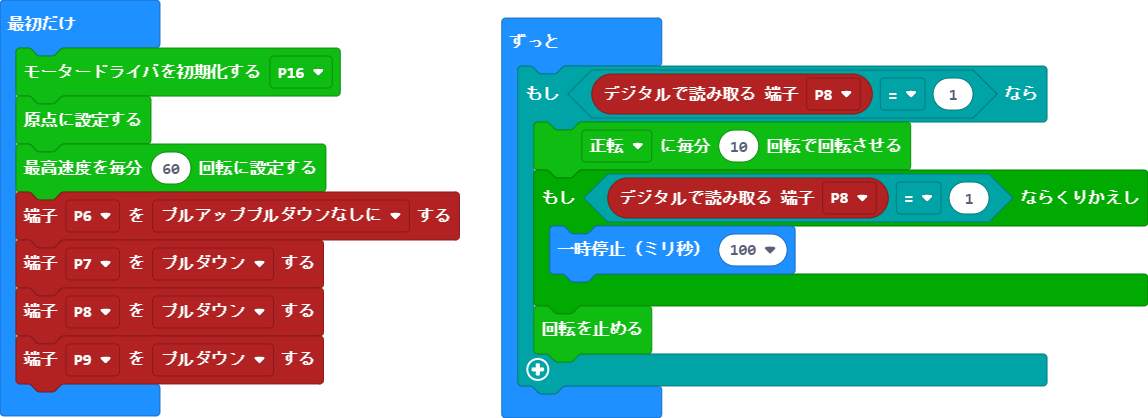 最初だけ
モータードライバを初期化する P16
原点に設定する
最高速度を毎分 60 回転に設定する
端子 P6 を プルアッププルダウンなしに する
端子 P7 を プルダウン する
端子 P8 を プルダウン する
端子 P9 を プルダウン する
ずっと
もし デジタルで読み取る 端子 P8 = 1 なら
正転 に毎分 10 回転で回転させる
もし デジタルで読み取る 端子 P8 = 1 ならくりかえし
一時停止（ミリ秒） 100
回転を止める